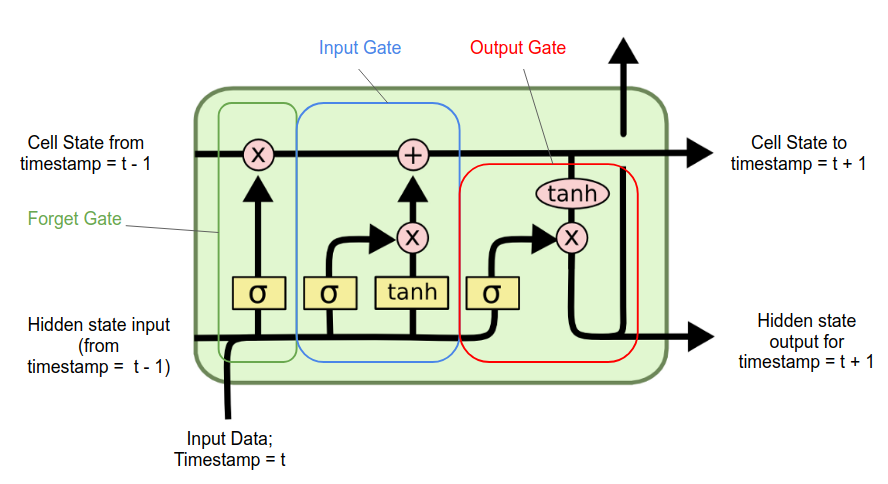 Input Gate
Output Gate
Cell State from
timestamp = t - 1
x
+
Cell State to
timestamp = t + 1
tanh
Forget Gate
x
x
σ
σ
tanh
σ
Hidden state input
(from
timestamp =  t - 1)
Hidden state
output for
timestamp = t + 1
Input Data;
Timestamp = t